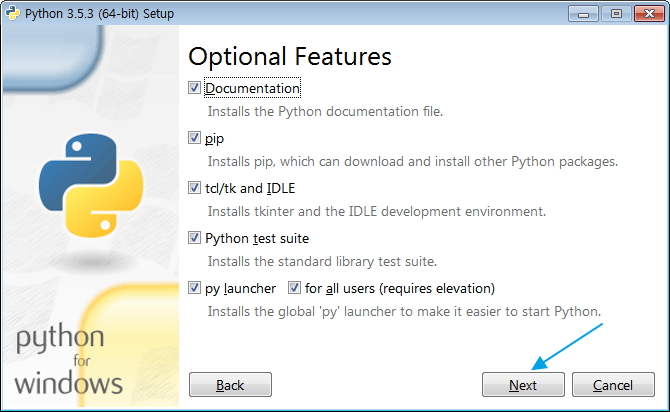 Python 3.5.3 (64-bit) Setup
Optional Features
Documentation
Installs the Python documentation file.
pip
Installs pip, which can download and install other Python packages.
tcl/tk and IDLE
Installs tkinter and the IDLE development environment.
Python test suite
Installs the standard library test suite.
py launcher for all users (requires elevation)
Installs the global 'py' launcher to make it easier to start Python.
python
for
windows
Back Next Cancel